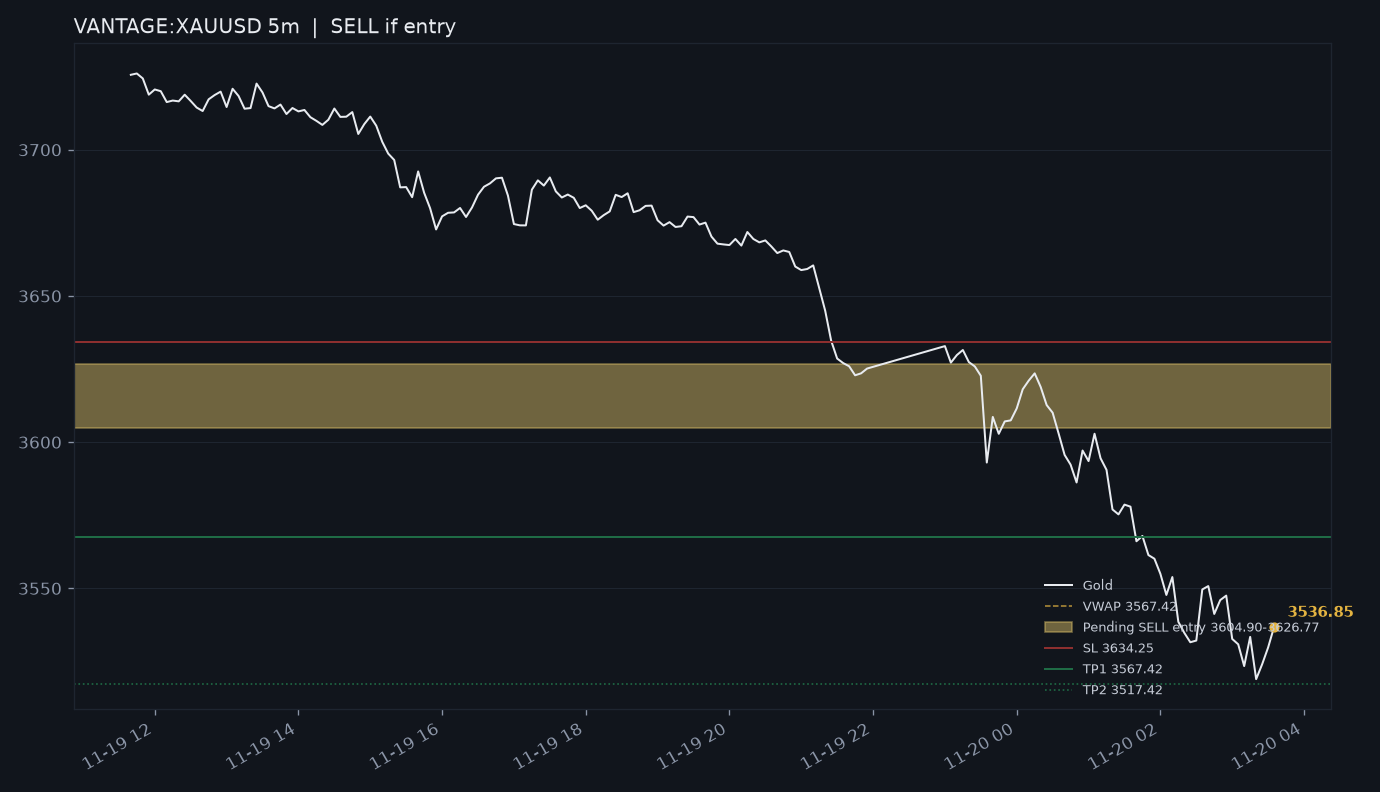 VANTAGE:XAUUSD 5m | SELL if entry
3700
3650
3600
3550
Gold
VWAP 3567.42
Pending SELL entry 3604.90-3626.77
SL 3634.25
TP1 3567.42
TP2 3517.42
3536.85
11-19 12
11-19 14
11-19 16
11-19 18
11-19 20
11-19 22
11-20 00
11-20 02
11-20 04